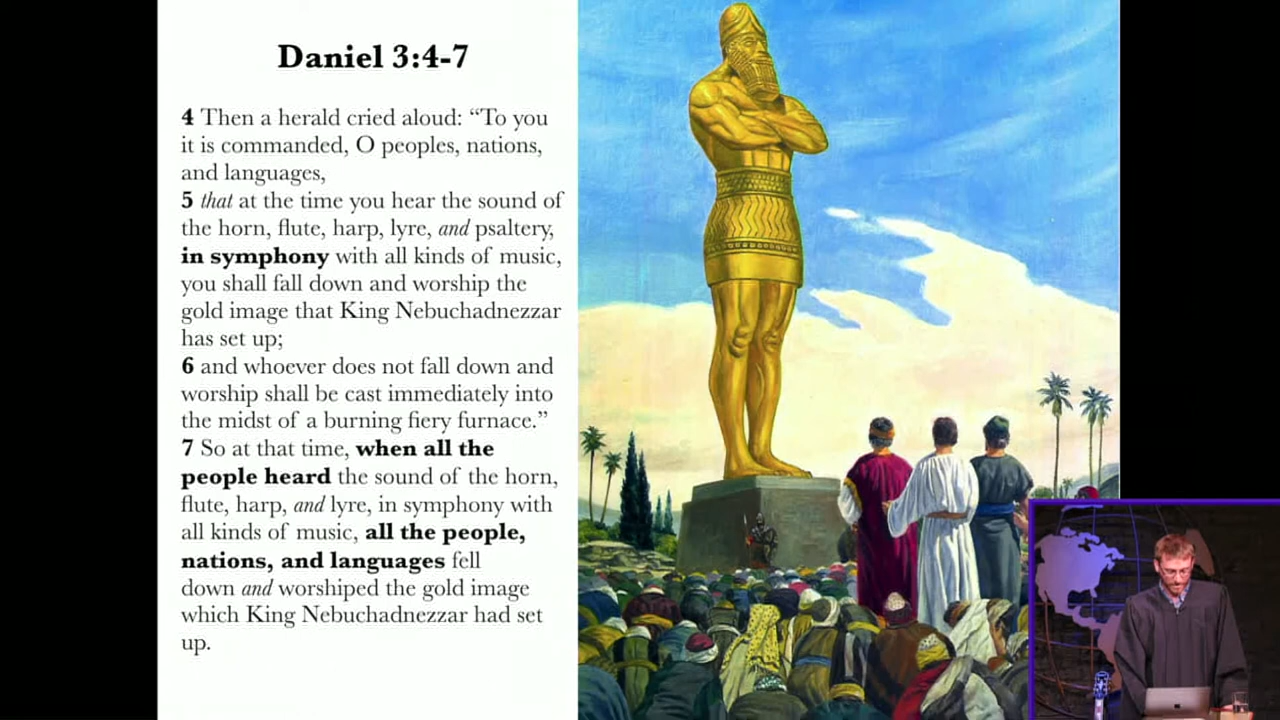 Daniel 3:4-7
4 Then a herald cried aloud: “To you
it is commanded, O peoples, nations,
and languages,
5 that at the time you hear the sound of
the horn, flute, harp, lyre, and psaltery,
in symphony with all kinds of music,
you shall fall down and worship the
gold image that King Nebuchadnezzar
has set up;
6 and whoever does not fall down and
worship shall be cast immediately into
the midst of a burning fiery furnace.”
7 So at that time, when all the
people heard the sound of the horn,
flute, harp, and lyre, in symphony with
all kinds of music, all the people,
nations, and languages fell
down and worshiped the gold image
which King Nebuchadnezzar had set
up.